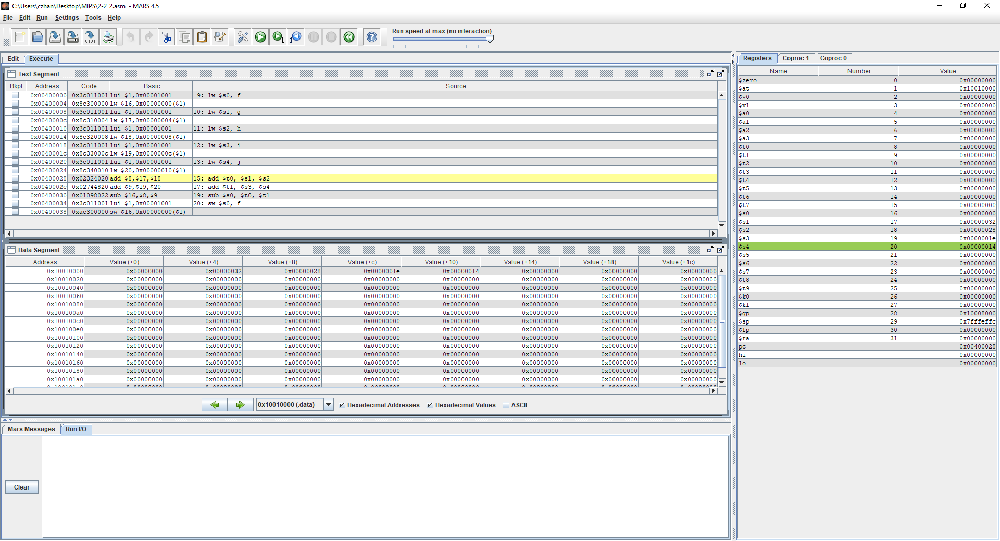 C:\Users\czhan\Desktop\MIPS\2-2_2.asm - MARS 4.5
File Edit Run Settings Tools Help
Run speed at max (no interaction)
Edit Execute
Text Segment
Bkpt Address Code Basic Source
0x00400000 0x3c011001 lui $1,0x00001001 9: lw $s0, f
0x00400004 0x8c300000 lw $16,0x00000000($1)
0x00400008 0x3c011001 lui $1,0x00001001 10: lw $s1, g
0x0040000c 0x8c310004 lw $17,0x00000004($1)
0x00400010 0x3c011001 lui $1,0x00001001 11: lw $s2, h
0x00400014 0x8c320008 lw $18,0x00000008($1)
0x00400018 0x3c011001 lui $1,0x00001001 12: lw $s3, i
0x0040001c 0x8c33000c lw $19,0x0000000c($1)
0x00400020 0x3c011001 lui $1,0x00001001 13: lw $s4, j
0x00400024 0x8c340010 lw $20,0x00000010($1)
0x00400028 0x02324020 add $8,$17,$18 15: add $t0, $s1, $s2
0x0040002c 0x02744820 add $9,$19,$20 17: add $t1, $s3, $s4
0x00400030 0x01098022 sub $16,$8,$9 19: sub $s0, $t0, $t1
0x00400034 0x3c011001 lui $1,0x00001001 20: sw $s0, f
0x00400038 0xac300000 sw $16,0x00000000($1)
Data Segment
Address Value (+0) Value (+4) Value (+8) Value (+c) Value (+10) Value (+14) Value (+18) Value (+1c)
0x10010000 0x00000000 0x00000032 0x00000028 0x0000001e 0x00000014 0x00000000 0x00000000 0x00000000
0x10010020 0x00000000 0x00000000 0x00000000 0x00000000 0x00000000 0x00000000 0x00000000 0x00000000
0x10010040 0x00000000 0x00000000 0x00000000 0x00000000 0x00000000 0x00000000 0x00000000 0x00000000
0x10010060 0x00000000 0x00000000 0x00000000 0x00000000 0x00000000 0x00000000 0x00000000 0x00000000
0x10010080 0x00000000 0x00000000 0x00000000 0x00000000 0x00000000 0x00000000 0x00000000 0x00000000
0x100100a0 0x00000000 0x00000000 0x00000000 0x00000000 0x00000000 0x00000000 0x00000000 0x00000000
0x100100c0 0x00000000 0x00000000 0x00000000 0x00000000 0x00000000 0x00000000 0x00000000 0x00000000
0x100100e0 0x00000000 0x00000000 0x00000000 0x00000000 0x00000000 0x00000000 0x00000000 0x00000000
0x10010100 0x00000000 0x00000000 0x00000000 0x00000000 0x00000000 0x00000000 0x00000000 0x00000000
0x10010120 0x00000000 0x00000000 0x00000000 0x00000000 0x00000000 0x00000000 0x00000000 0x00000000
0x10010140 0x00000000 0x00000000 0x00000000 0x00000000 0x00000000 0x00000000 0x00000000 0x00000000
0x10010160 0x00000000 0x00000000 0x00000000 0x00000000 0x00000000 0x00000000 0x00000000 0x00000000
0x10010180 0x00000000 0x00000000 0x00000000 0x00000000 0x00000000 0x00000000 0x00000000 0x00000000
0x100101a0 0x00000000 0x00000000 0x00000000 0x00000000 0x00000000 0x00000000 0x00000000 0x00000000
0x10010000 (.data) Hexadecimal Addresses Hexadecimal Values ASCII
Mars Messages Run I/O
Clear
Registers Coproc 1 Coproc 0
Name Number Value
$zero 0 0x00000000
$at 1 0x10010000
$v0 2 0x00000000
$v1 3 0x00000000
$a0 4 0x00000000
$a1 5 0x00000000
$a2 6 0x00000000
$a3 7 0x00000000
$t0 8 0x00000000
$t1 9 0x00000000
$t2 10 0x00000000
$t3 11 0x00000000
$t4 12 0x00000000
$t5 13 0x00000000
$t6 14 0x00000000
$t7 15 0x00000000
$s0 16 0x00000000
$s1 17 0x00000032
$s2 18 0x00000028
$s3 19 0x0000001e
$s4 20 0x00000014
$s5 21 0x00000000
$s6 22 0x00000000
$s7 23 0x00000000
$t8 24 0x00000000
$t9 25 0x00000000
$k0 26 0x00000000
$k1 27 0x00000000
$gp 28 0x10008000
$sp 29 0x7fffeffc
$fp 30 0x00000000
$ra 31 0x00000000
pc 0x00400028
hi 0x00000000
lo 0x00000000